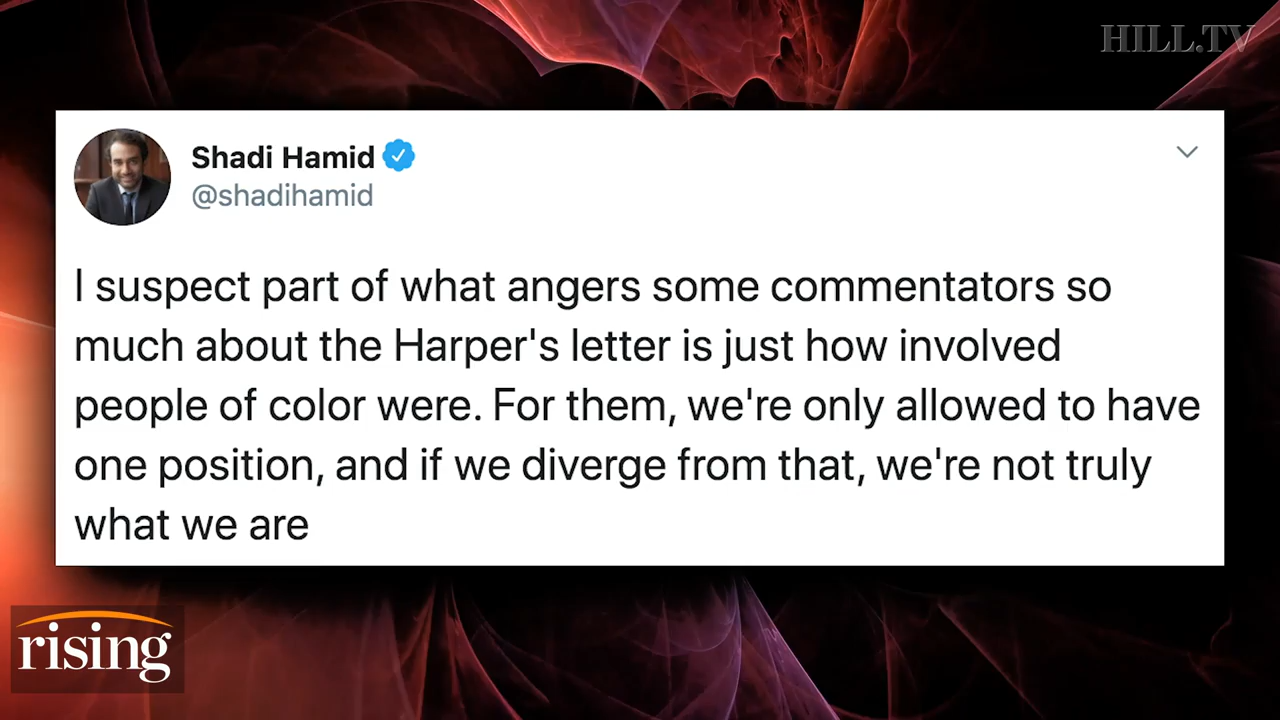 HILL.TV
Shadi Hamid
@shadihamid
I suspect part of what angers some commentators so
much about the Harper's letter is just how involved
people of color were. For them, we're only allowed to have
one position, and if we diverge from that, we're not truly
what we are
rising